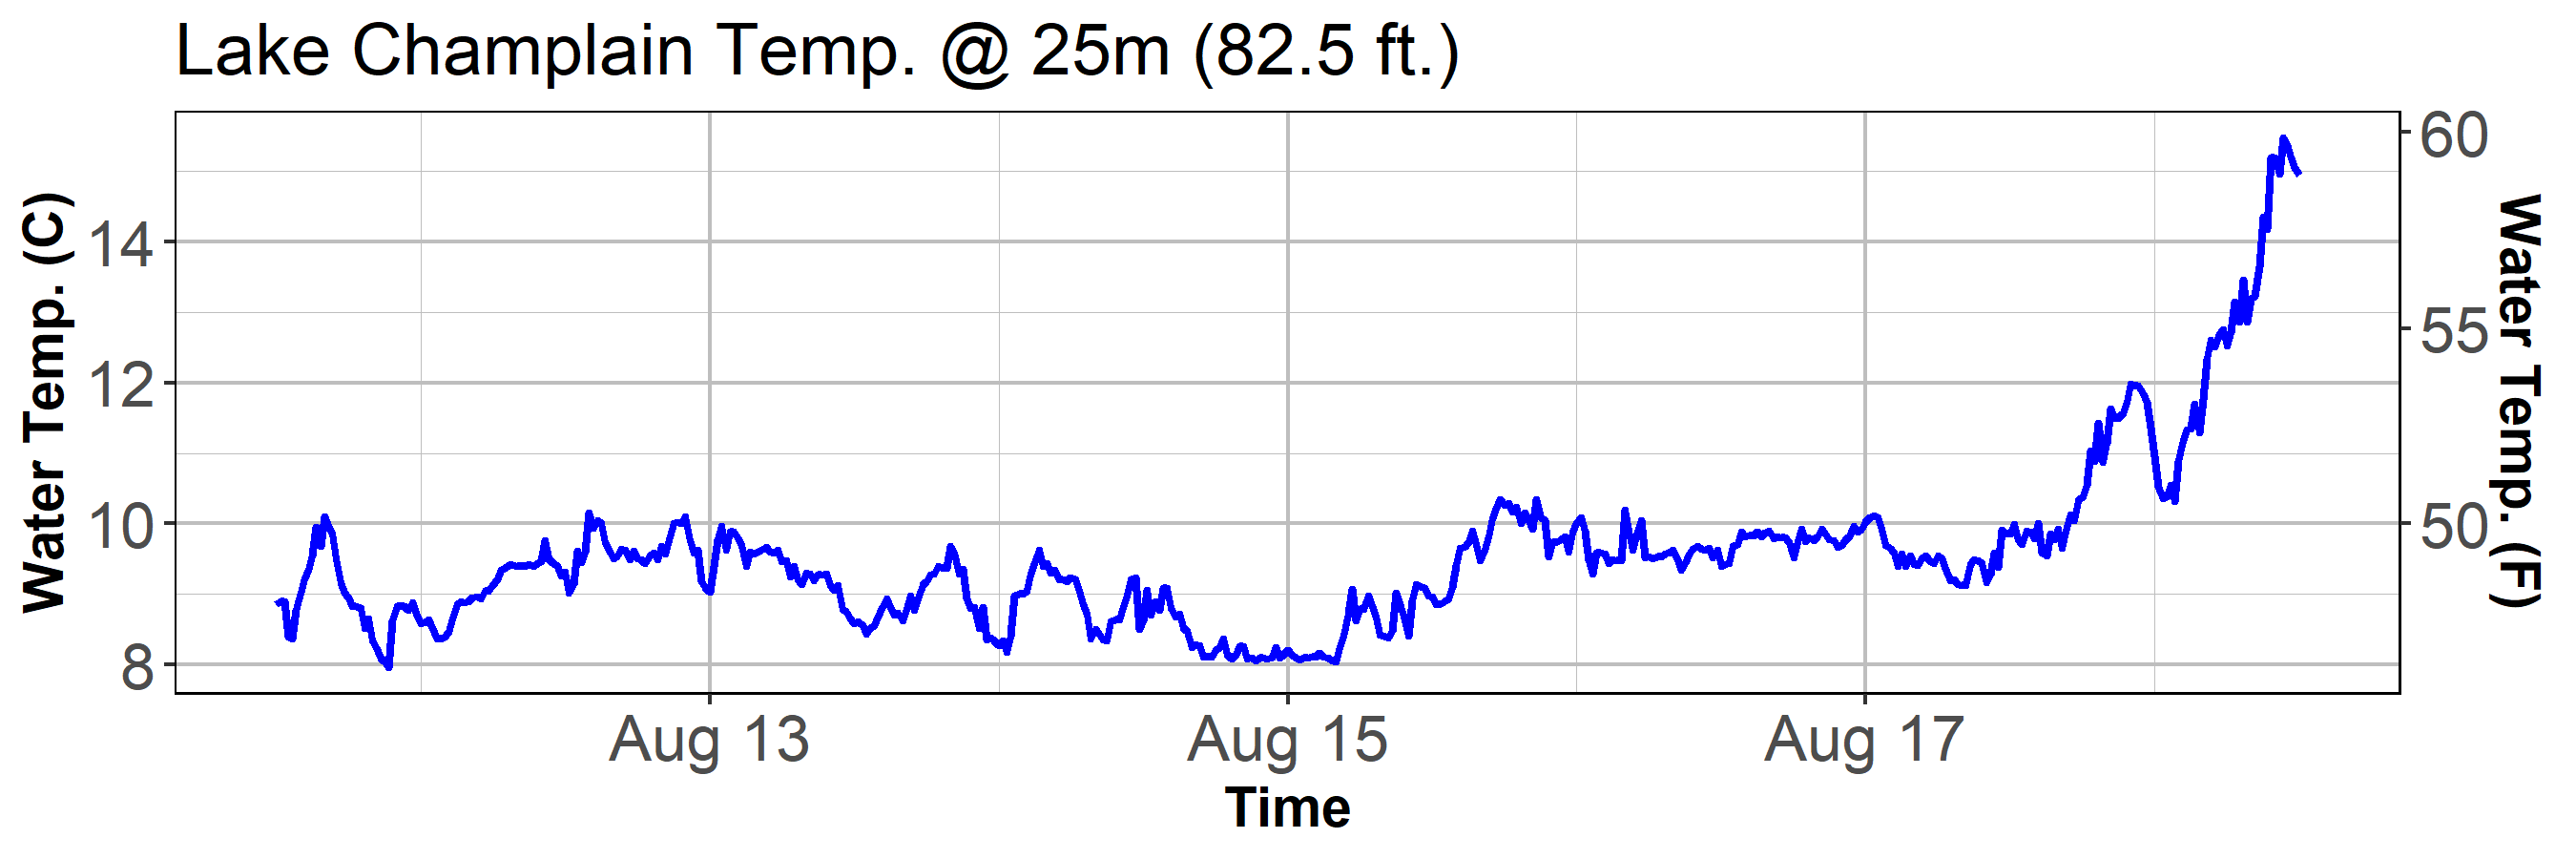 Lake Champlain Temp. @ 25m (82.5 ft.)
Water Temp. (C)
14
12
10
8
60
55
50
Water Temp. (F)
Aug 13
Aug 15
Aug 17
Time